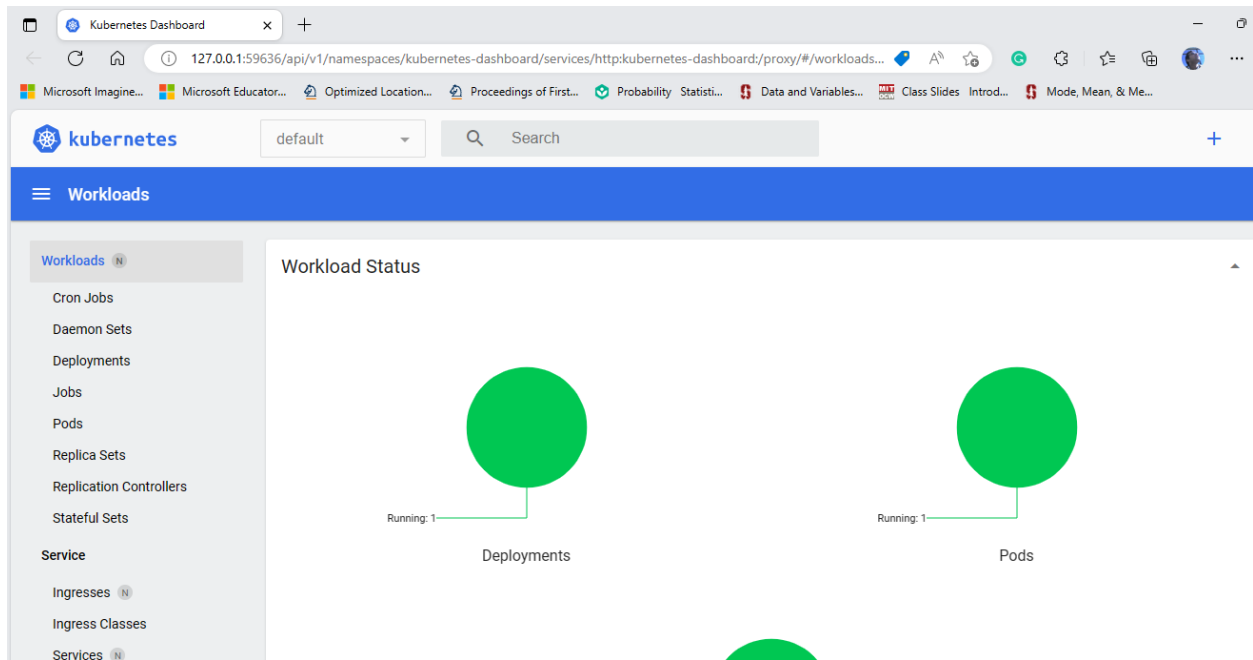 Kubernetes Dashboard
127.0.0.1:59636/api/v1/namespaces/kubernetes-dashboard/services/http:kubernetes-dashboard:/proxy/#/workloads...
Microsoft Imagine... Microsoft Educator... Optimized Location... Proceedings of First... Probability Statisti... Data and Variables... Class Slides Introd... Mode, Mean, & Me...
kubernetes default Search
Workloads
Workloads N
Cron Jobs
Daemon Sets
Deployments
Jobs
Pods
Replica Sets
Replication Controllers
Stateful Sets
Service
Ingresses N
Ingress Classes
Services N
Workload Status
Running: 1
Deployments
Running: 1
Pods